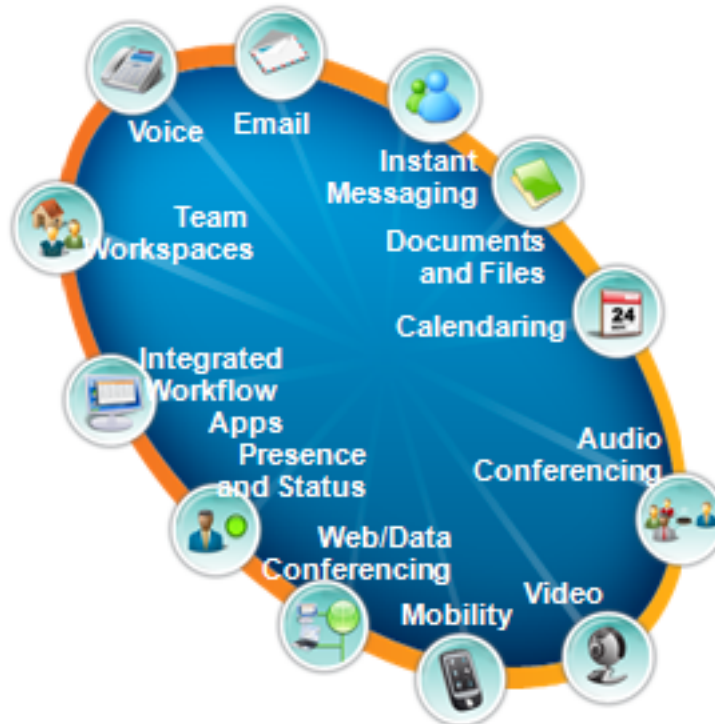 Voice
Email
Instant
Messaging
Team
Workspaces
Documents
and Files
24
Calendaring
Integrated
Workflow
Apps
Audio
Conferencing
Presence
and Status
Web/Data
Conferencing
Video
Mobility